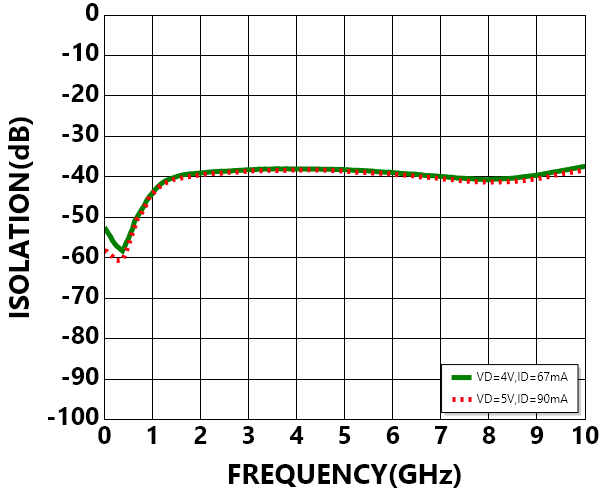 0
-10
-20
-30
-40
-50
-60
-70
-80
-90
-100
ISOLATION(dB)
VD=4V,ID=67mA
VD=5V,ID=90mA
0 1 2 3 4 5 6 7 8 9 10
FREQUENCY(GHz)